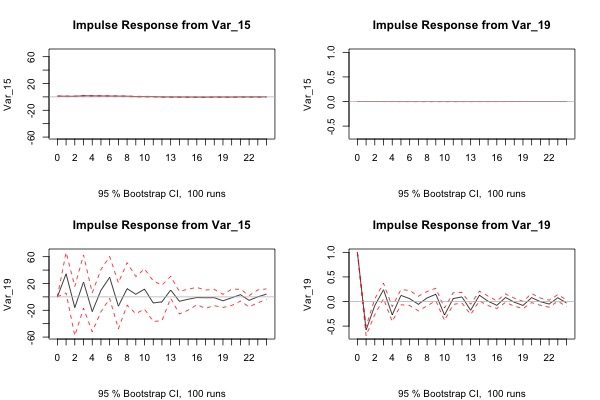 Impulse Response from Var_15
Var_15
60
20
-20
-60
0 2 4 6 8 10 13 16 19 22
95 % Bootstrap CI, 100 runs
Impulse Response from Var_19
Var_15
1.0
0.5
0.0
-0.5
0 2 4 6 8 10 13 16 19 22
95 % Bootstrap CI, 100 runs
Impulse Response from Var_15
Var_19
60
20
-20
-60
0 2 4 6 8 10 13 16 19 22
95 % Bootstrap CI, 100 runs
Impulse Response from Var_19
Var_19
1.0
0.5
0.0
-0.5
0 2 4 6 8 10 13 16 19 22
95 % Bootstrap CI, 100 runs